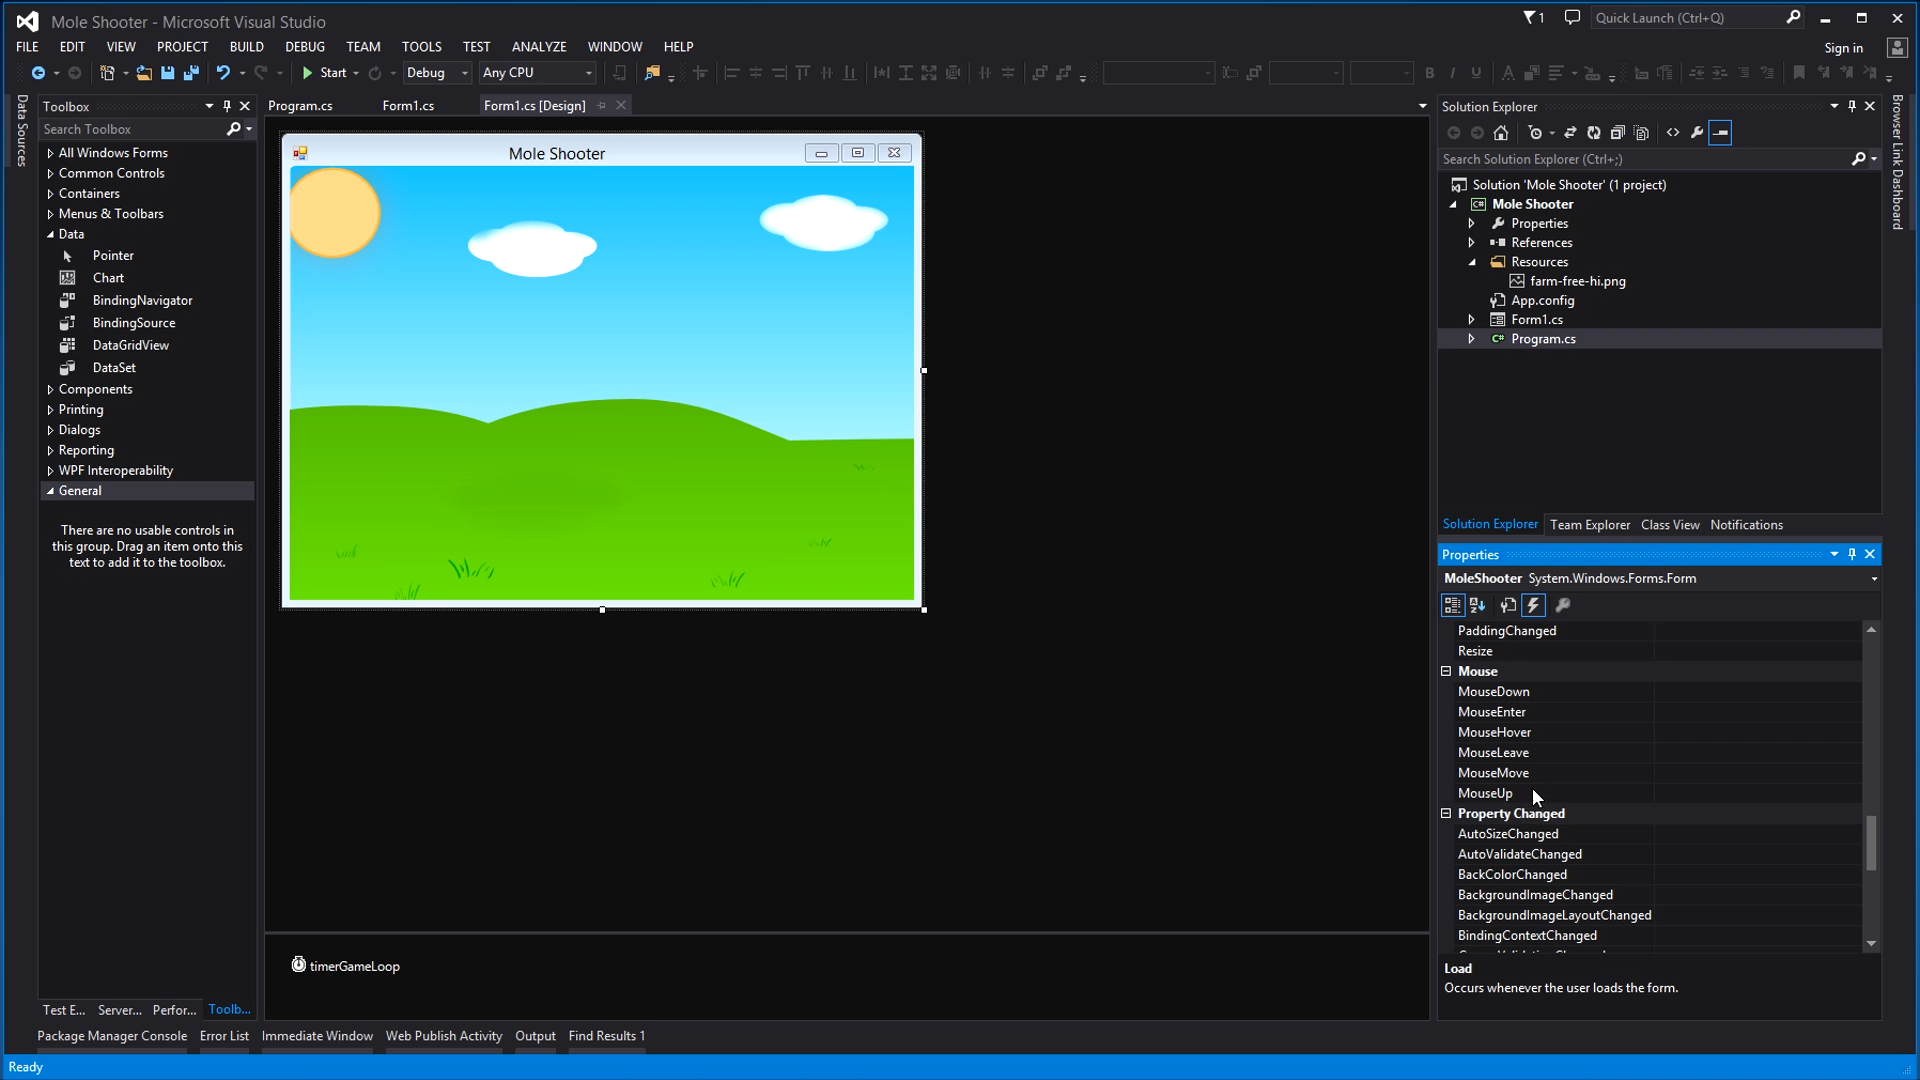 Mole Shooter - Microsoft Visual Studio
1
Quick Launch (Ctrl+Q)
FILE EDIT VIEW PROJECT BUILD DEBUG TEAM TOOLS TEST ANALYZE WINDOW HELP
Sign in
Start Debug Any CPU
B I U A
Data Sources
Toolbox
Search Toolbox
All Windows Forms
Common Controls
Containers
Menus & Toolbars
Data
Pointer
Chart
BindingNavigator
BindingSource
DataGridView
DataSet
Components
Printing
Dialogs
Reporting
WPF Interoperability
General
There are no usable controls in
this group. Drag an item onto this
text to add it to the toolbox.
Test E... Server... Perfor... Toolb...
Program.cs Form1.cs Form1.cs [Design]
Mole Shooter
timerGameLoop
Solution Explorer
Search Solution Explorer (Ctrl+;)
Solution 'Mole Shooter' (1 project)
C# Mole Shooter
Properties
References
Resources
farm-free-hi.png
App.config
Form1.cs
C# Program.cs
Solution Explorer Team Explorer Class View Notifications
Browser Link Dashboard
Properties
MoleShooter System.Windows.Forms.Form
PaddingChanged
Resize
Mouse
MouseDown
MouseEnter
MouseHover
MouseLeave
MouseMove
MouseUp
Property Changed
AutoSizeChanged
AutoValidateChanged
BackColorChanged
BackgroundImageChanged
BackgroundImageLayoutChanged
BindingContextChanged
Load
Occurs whenever the user loads the form.
Package Manager Console Error List Immediate Window Web Publish Activity Output Find Results 1
Ready